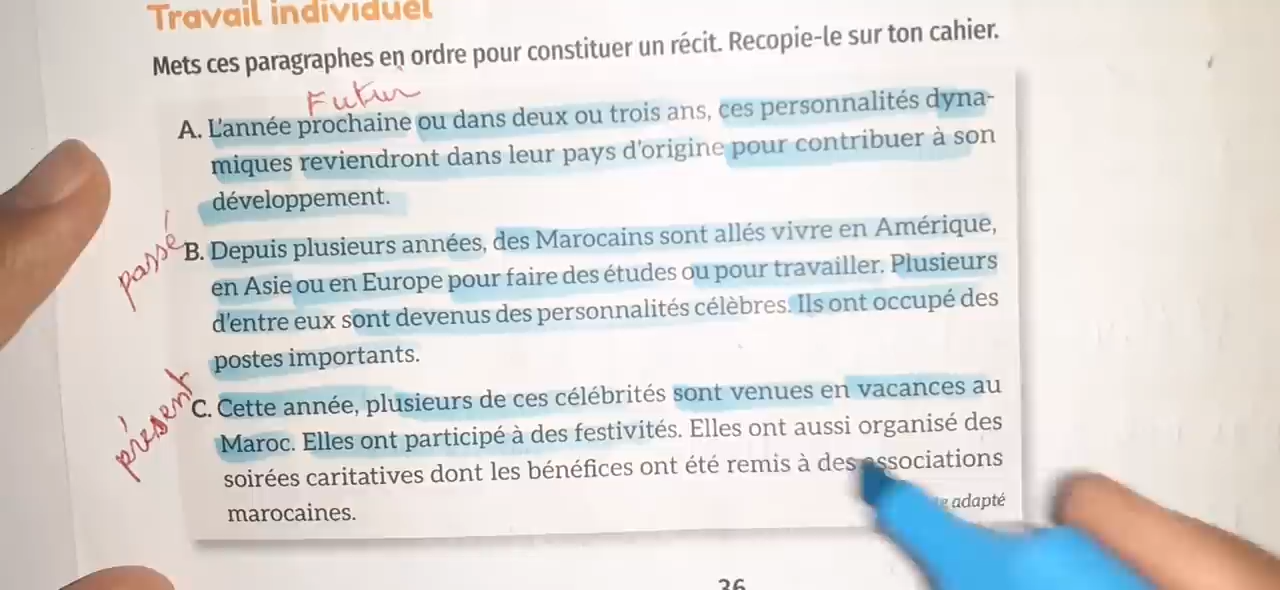 Travail individuel
Mets ces paragraphes en ordre pour constituer un récit. Recopie-le sur ton cahier.
Futur
A. L'année prochaine ou dans deux ou trois ans, ces personnalités dyna-
miques reviendront dans leur pays d'origine pour contribuer à son
développement.
passé
B. Depuis plusieurs années, des Marocains sont allés vivre en Amérique,
en Asie ou en Europe pour faire des études ou pour travailler. Plusieurs
d'entre eux sont devenus des personnalités célèbres. Ils ont occupé des
postes importants.
présent
C. Cette année, plusieurs de ces célébrités sont venues en vacances au
Maroc. Elles ont participé à des festivités. Elles ont aussi organisé des
soirées caritatives dont les bénéfices ont été remis à des associations
marocaines.
adapté
36